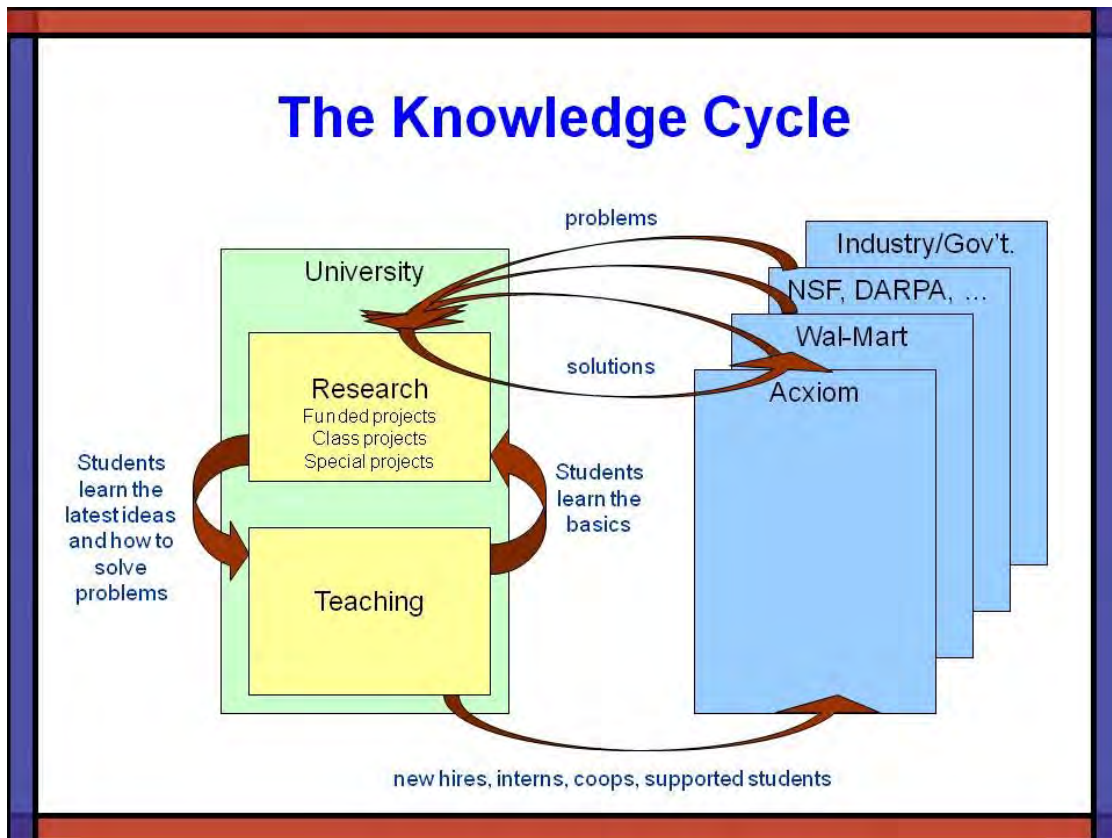 The Knowledge Cycle
problems
Industry/Gov't.
University
NSF, DARPA, ...
Wal-Mart
solutions
Acxiom
Research
Funded projects
Class projects
Special projects
Students
learn the
latest ideas
and how to
solve
problems
Students
learn the
basics
Teaching
new hires, interns, coops, supported students